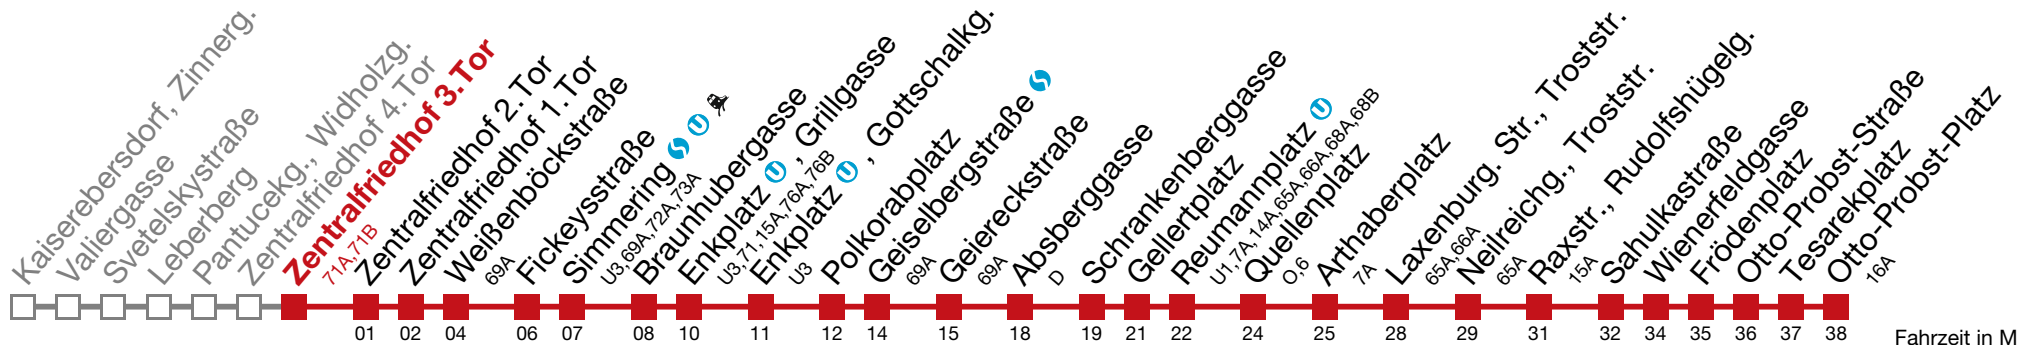 Kaiserebersdorf, Zinnerg.
Valiergasse
Svetelskystraße
Leberberg
Pantucekg., Widholzg.
Zentralfriedhof 4. Tor
Zentralfriedhof 3. Tor
71A,71B
Zentralfriedhof 2. Tor
Zentralfriedhof 1. Tor
Weißenböckstraße
69A
Fickeysstraße
Simmering S U
U3,69A,72A,73A
Braunhubergasse
Enkplatz U, Grillgasse
U3,71,15A,76A,76B
Enkplatz U, Gottschalkg.
U3
Polkorabplatz
Geiselbergstraße S
69A
Geiereckstraße
69A
Absberggasse
D
Schrankenberggasse
Gellertplatz
Reumannplatz U
U1,7A,14A,65A,66A,68A,68B
Quellenplatz
O,6
Arthaberplatz
7A
Laxenburg. Str., Troststr.
65A,66A
Neilreichg., Troststr.
65A
Raxstr., Rudolfshügelg.
15A
Sahulkastraße
Wienerfeldgasse
Frödenplatz
Otto-Probst-Straße
Tesarekplatz
Otto-Probst-Platz
16A
01 02 04 06 07 08 10 11 12 14 15 18 19 21 22 24 25 28 29 31 32 34 35 36 37 38
Fahrzeit in M